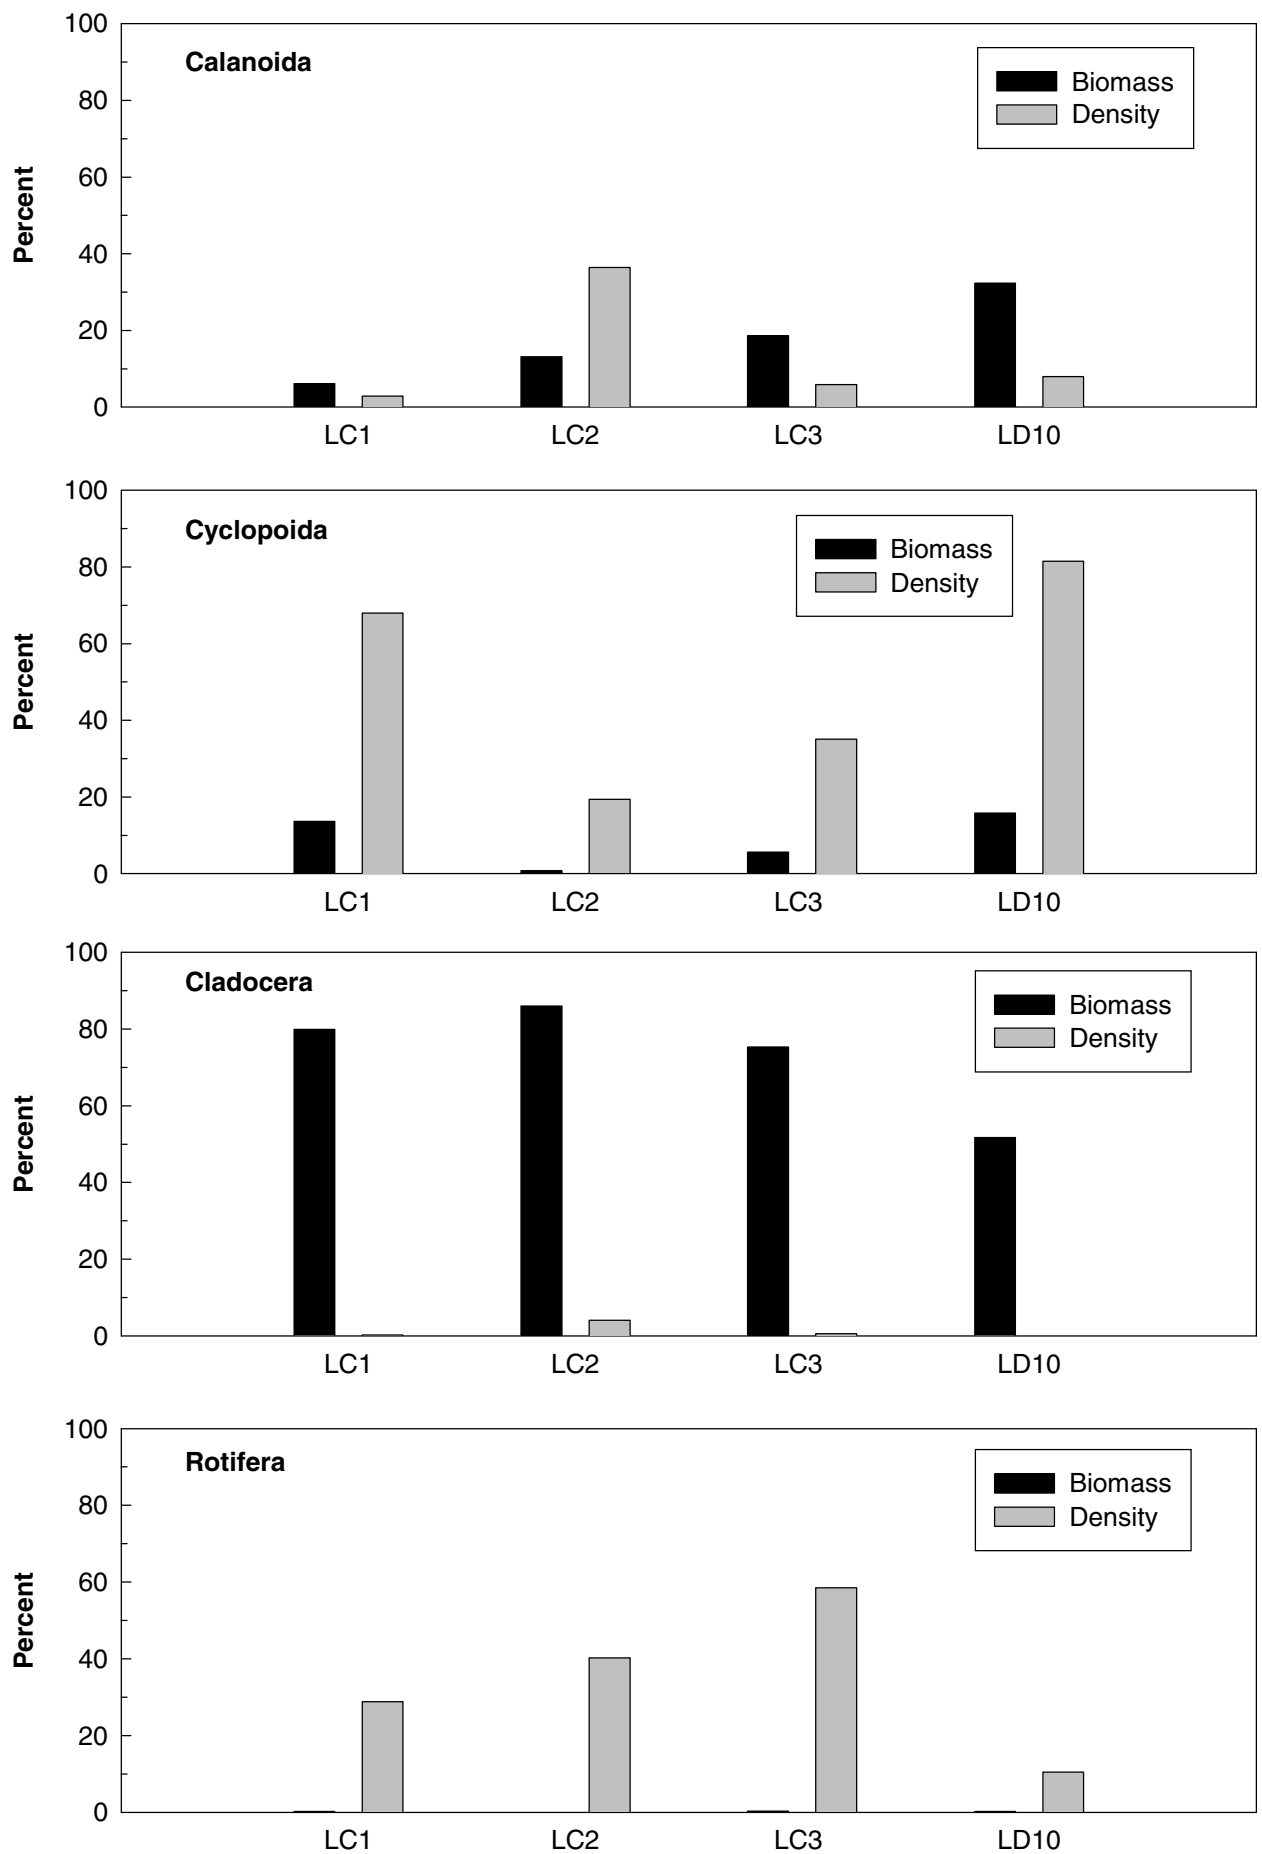 Calanoida
Biomass
Density
Percent
100
80
60
40
20
0
LC1 LC2 LC3 LD10
Cyclopoida
Biomass
Density
Percent
100
80
60
40
20
0
LC1 LC2 LC3 LD10
Cladocera
Biomass
Density
Percent
100
80
60
40
20
0
LC1 LC2 LC3 LD10
Rotifera
Biomass
Density
Percent
100
80
60
40
20
0
LC1 LC2 LC3 LD10